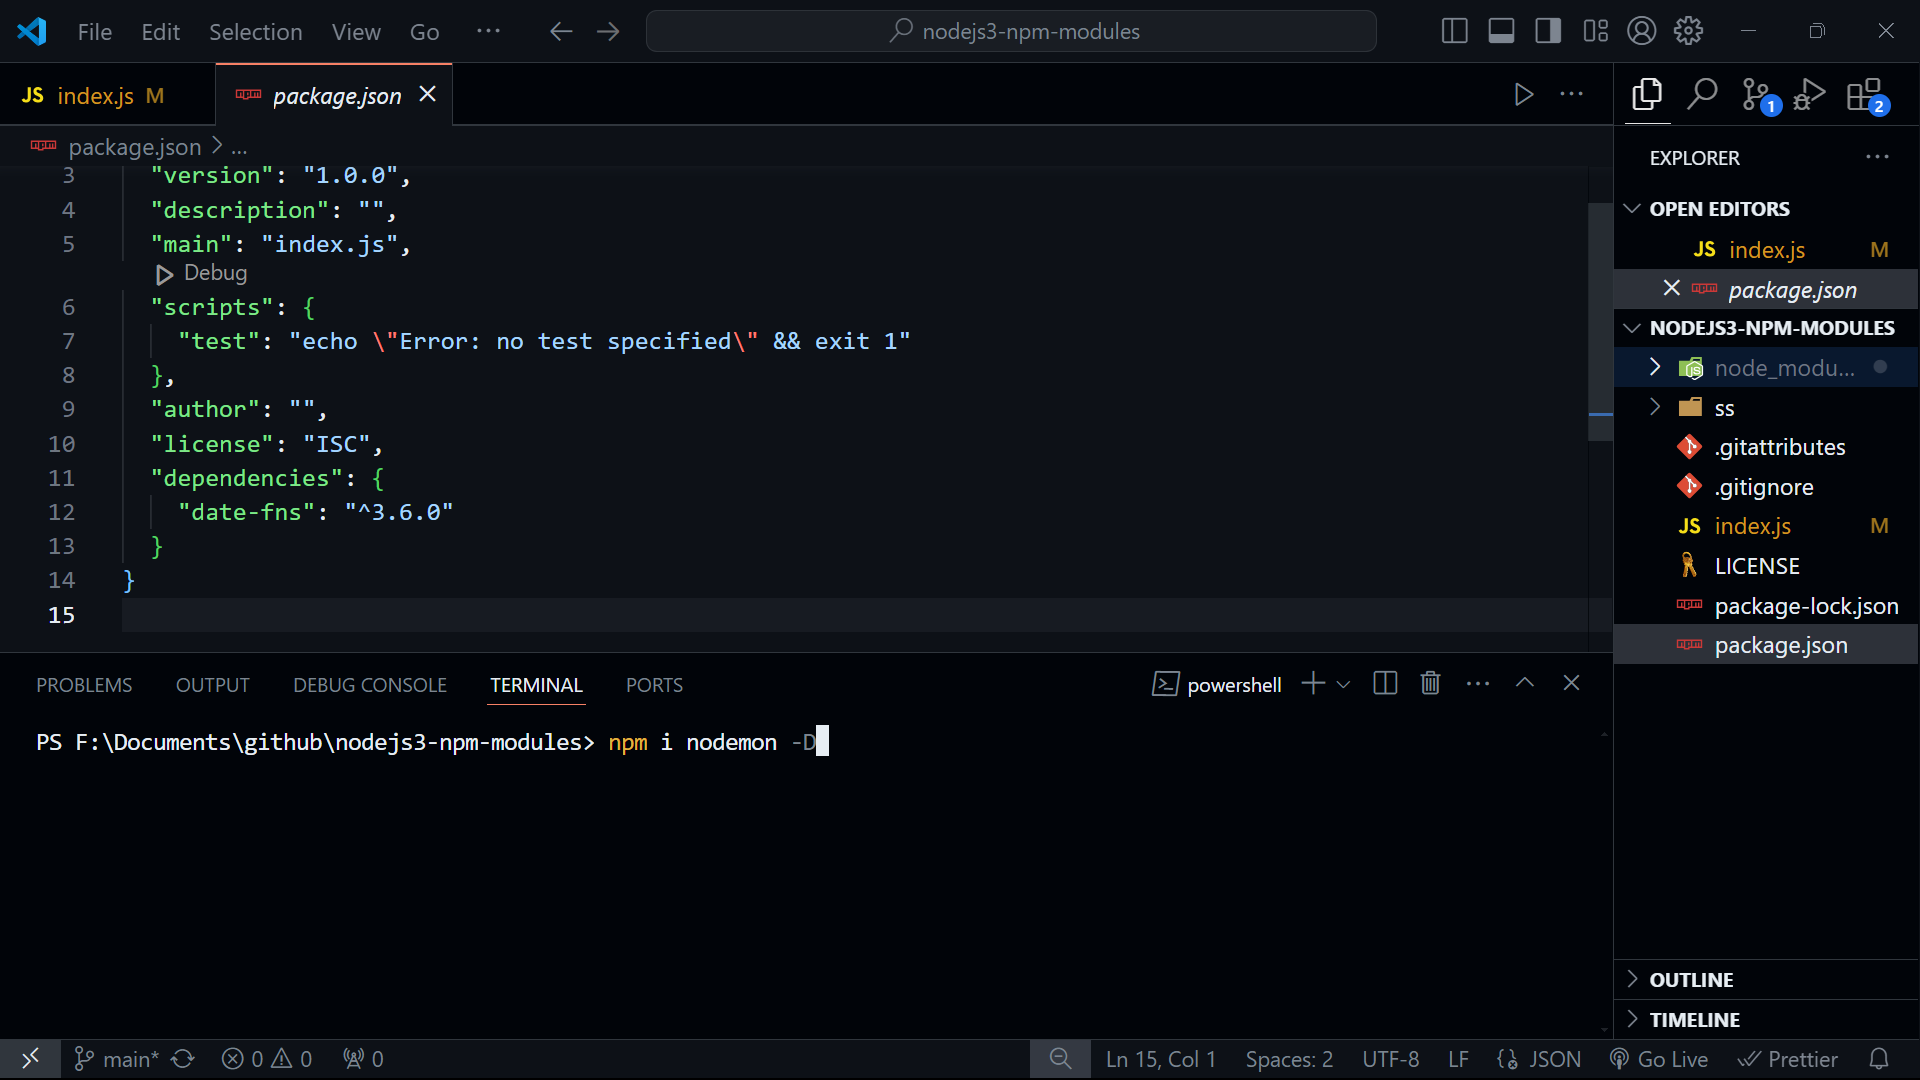 File Edit Selection View Go ··· nodejs3-npm-modules
JS index.js M package.json
package.json > ...
3 "version": "1.0.0",
4 "description": "",
5 "main": "index.js",
Debug
6 "scripts": {
7 "test": "echo \"Error: no test specified\" && exit 1"
8 },
9 "author": "",
10 "license": "ISC",
11 "dependencies": {
12 "date-fns": "^3.6.0"
13 }
14 }
15
PROBLEMS OUTPUT DEBUG CONSOLE TERMINAL PORTS powershell
PS F:\Documents\github\nodejs3-npm-modules> npm i nodemon -D
1 2
EXPLORER
OPEN EDITORS
JS index.js M
package.json
NODEJS3-NPM-MODULES
node_modu...
ss
.gitattributes
.gitignore
JS index.js M
LICENSE
package-lock.json
package.json
OUTLINE
TIMELINE
main* 0 0 0 Ln 15, Col 1 Spaces: 2 UTF-8 LF {} JSON Go Live Prettier